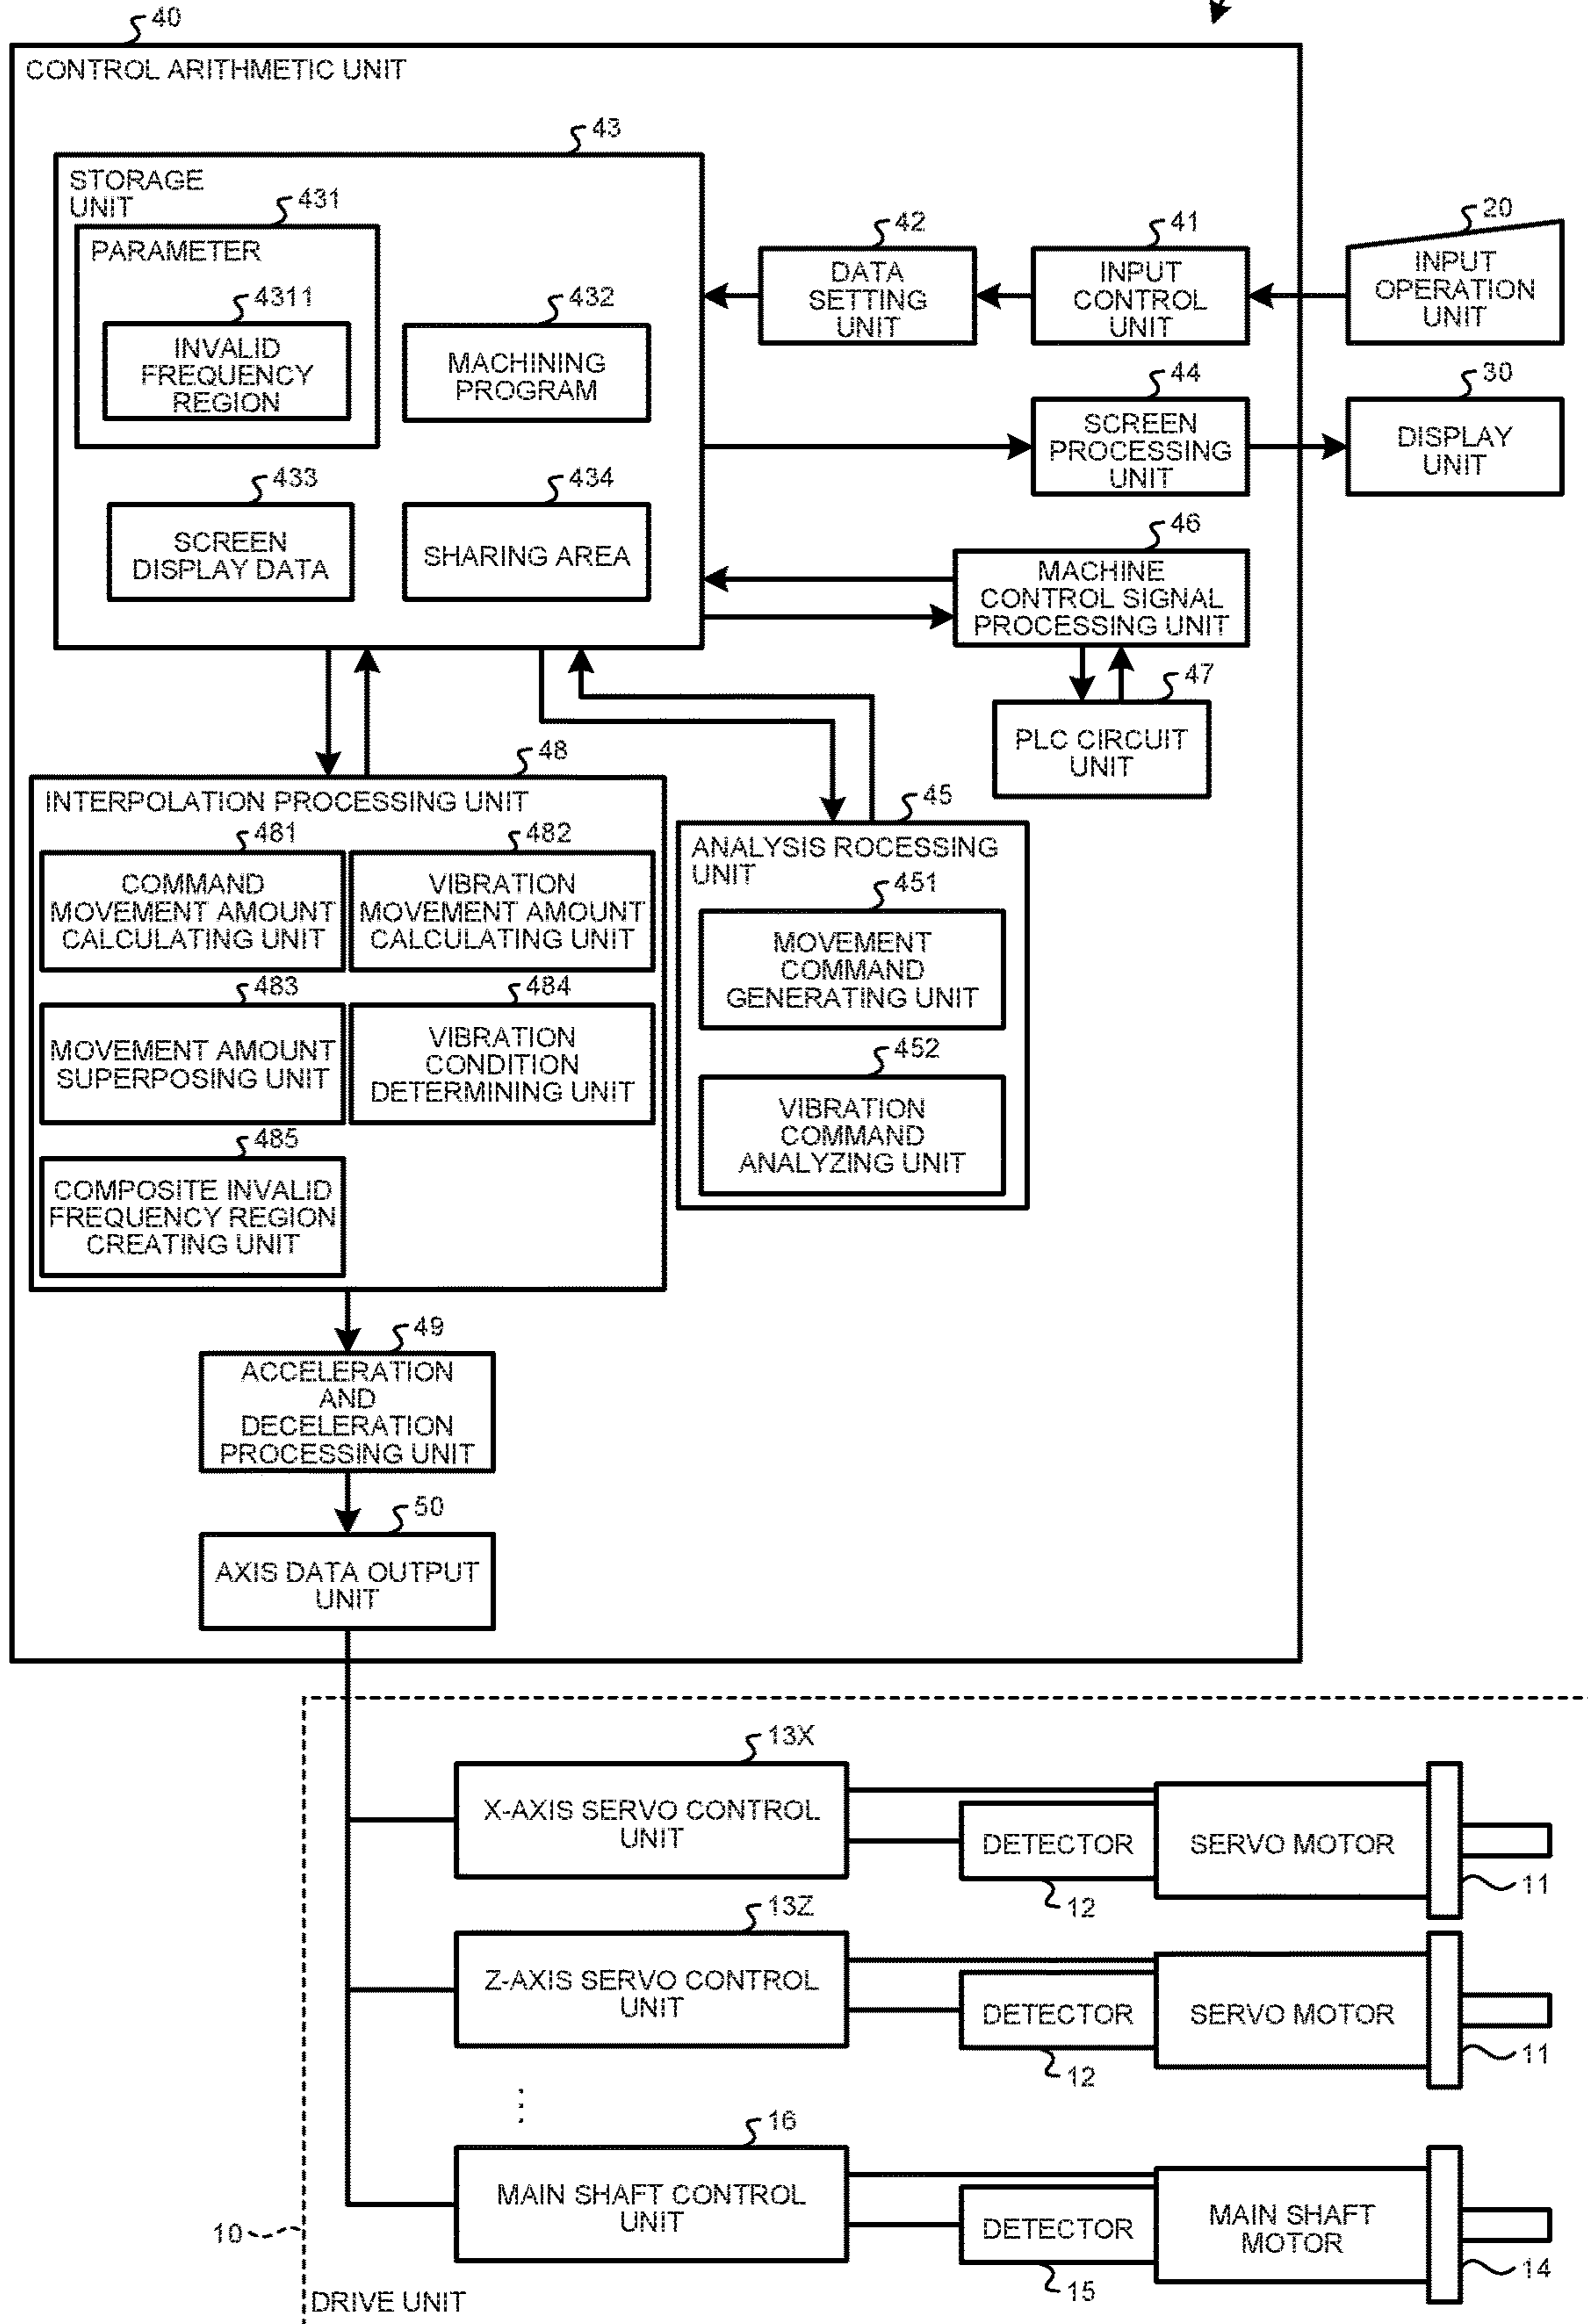 40
CONTROL ARITHMETIC UNIT
43
STORAGE
UNIT
431
PARAMETER
4311
INVALID
FREQUENCY
REGION
432
MACHINING
PROGRAM
433
SCREEN
DISPLAY DATA
434
SHARING AREA
42
DATA
SETTING
UNIT
41
INPUT
CONTROL
UNIT
20
INPUT
OPERATION
UNIT
44
SCREEN
PROCESSING
UNIT
30
DISPLAY
UNIT
46
MACHINE
CONTROL SIGNAL
PROCESSING UNIT
47
PLC CIRCUIT
UNIT
48
INTERPOLATION PROCESSING UNIT
481
COMMAND
MOVEMENT AMOUNT
CALCULATING UNIT
482
VIBRATION
MOVEMENT AMOUNT
CALCULATING UNIT
483
MOVEMENT AMOUNT
SUPERPOSING UNIT
484
VIBRATION
CONDITION
DETERMINING UNIT
485
COMPOSITE INVALID
FREQUENCY REGION
CREATING UNIT
45
ANALYSIS ROCESSING
UNIT
451
MOVEMENT
COMMAND
GENERATING UNIT
452
VIBRATION
COMMAND
ANALYZING UNIT
49
ACCELERATION
AND
DECELERATION
PROCESSING UNIT
50
AXIS DATA OUTPUT
UNIT
13X
X-AXIS SERVO CONTROL
UNIT
DETECTOR
12
SERVO MOTOR
11
13Z
Z-AXIS SERVO CONTROL
UNIT
DETECTOR
12
SERVO MOTOR
11
16
MAIN SHAFT CONTROL
UNIT
DETECTOR
15
MAIN SHAFT
MOTOR
14
10
DRIVE UNIT